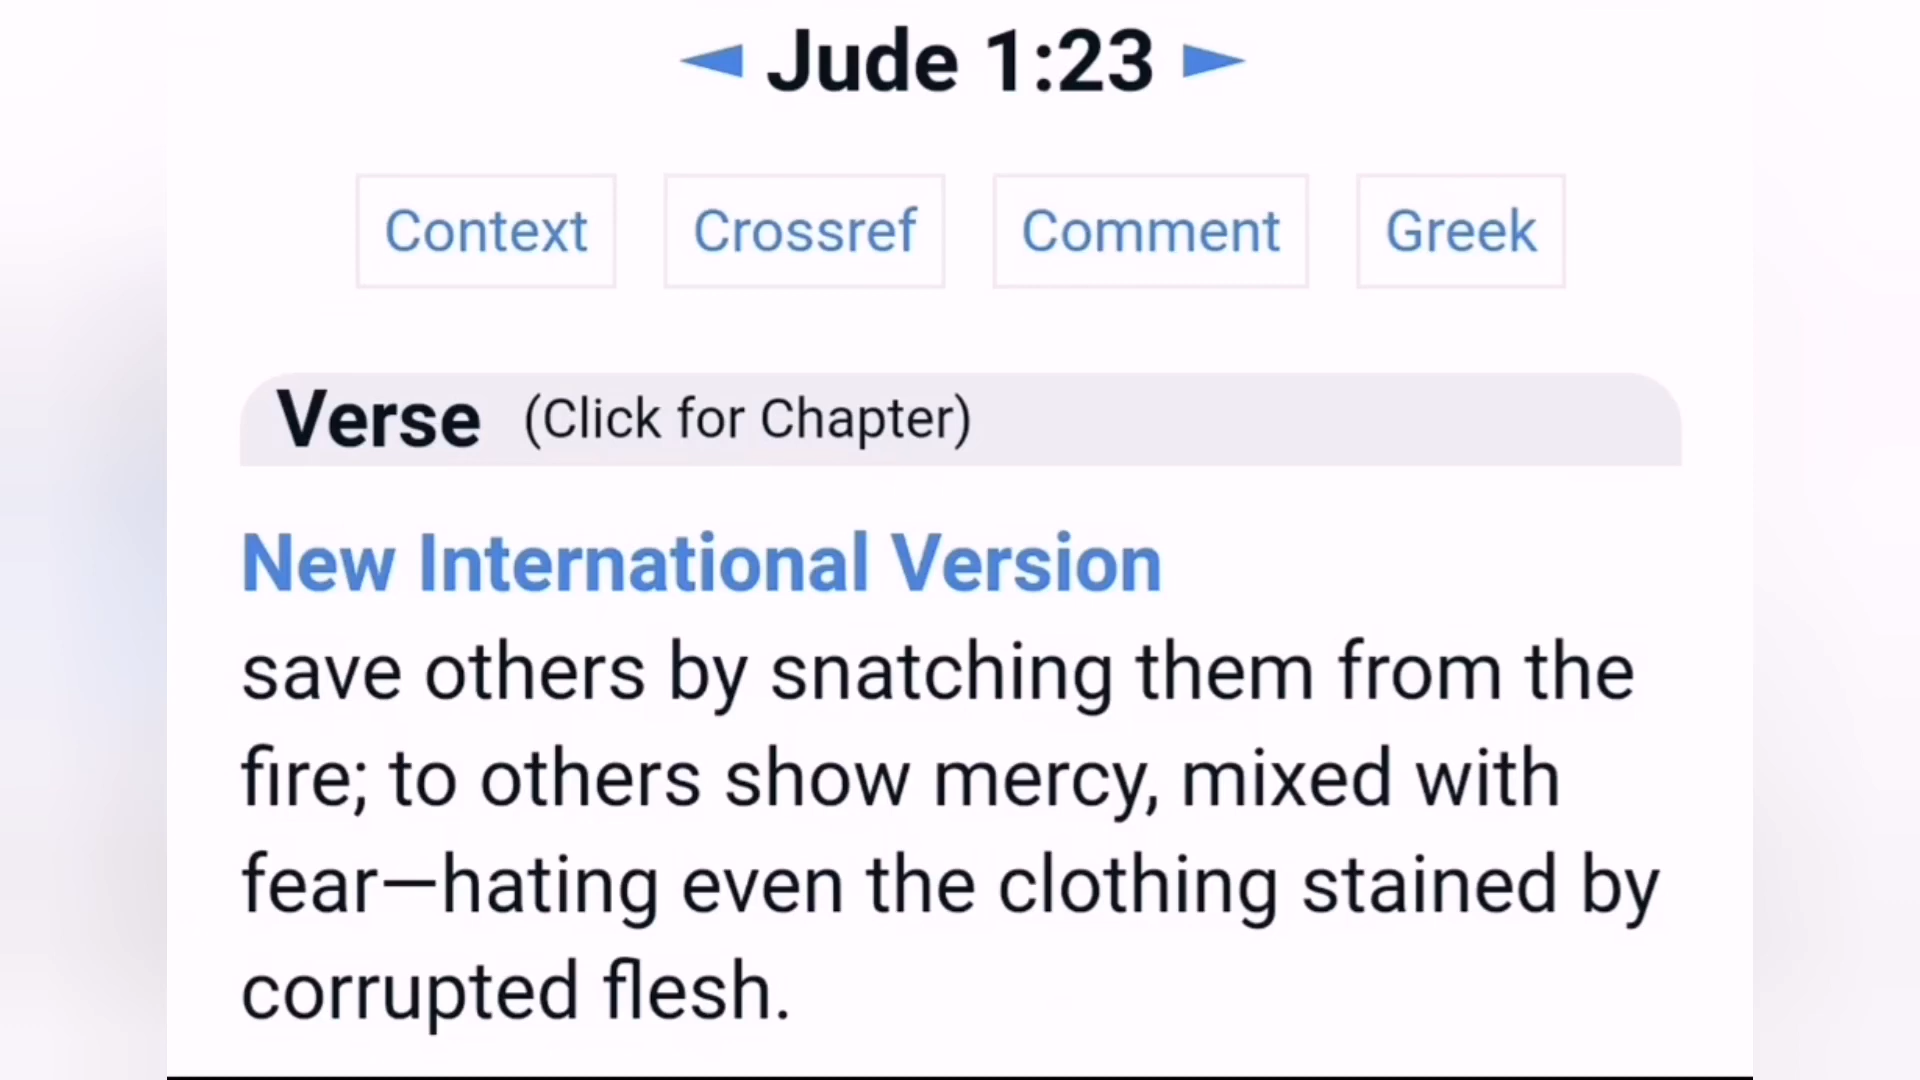 Jude 1:23
Context Crossref Comment Greek
Verse (Click for Chapter)
New International Version
save others by snatching them from the
fire; to others show mercy, mixed with
fear—hating even the clothing stained by
corrupted flesh.